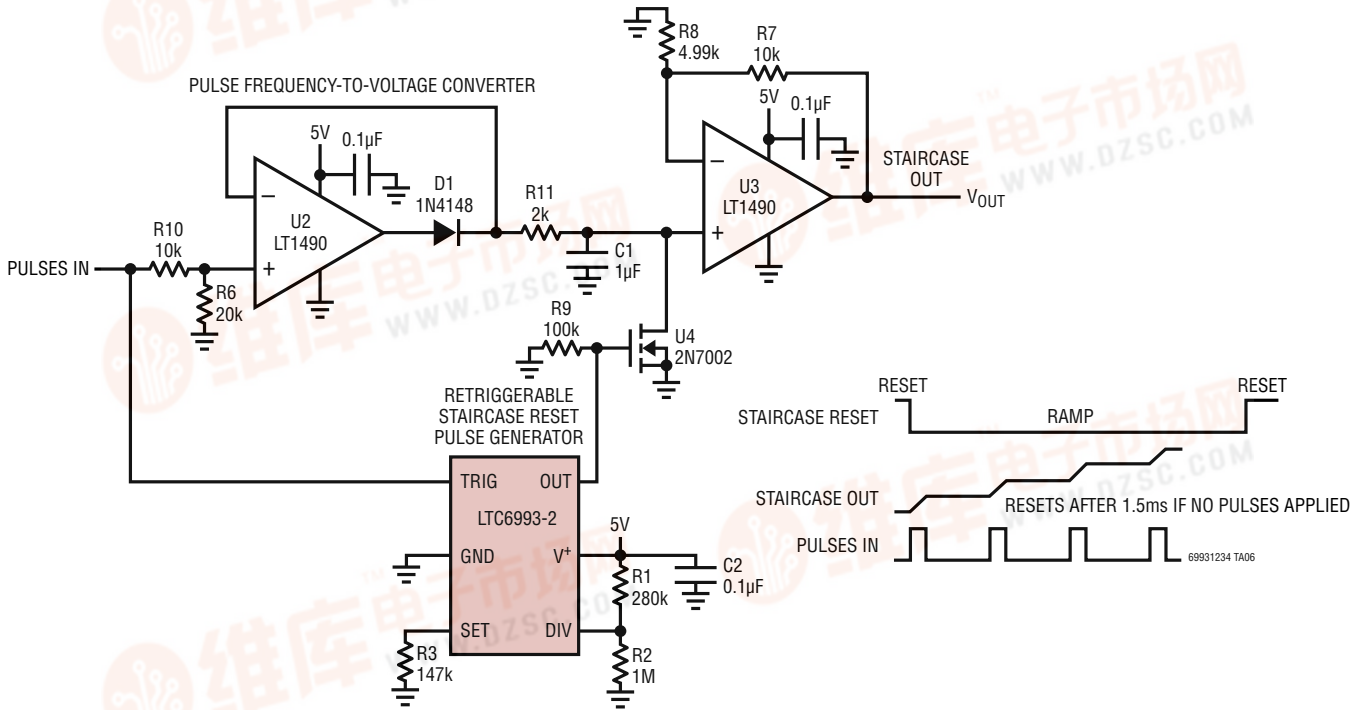 R8
4.99k
R7
10k
PULSE FREQUENCY-TO-VOLTAGE CONVERTER
5V
0.1µF
5V
0.1µF
STAIRCASE
OUT
D1
1N4148
R11
2k
–
U2
LT1490
+
–
U3
LT1490
+
VOUT
R10
10k
PULSES IN
R6
20k
C1
1µF
R9
100k
U4
2N7002
RETRIGGERABLE
STAIRCASE RESET
PULSE GENERATOR
TRIG
OUT
LTC6993-2
GND
V+
SET
DIV
5V
C2
0.1µF
R1
280k
R2
1M
R3
147k
RESET
RESET
STAIRCASE RESET
RAMP
STAIRCASE OUT
RESETS AFTER 1.5ms IF NO PULSES APPLIED
PULSES IN
69931234 TA06
维库电子市场网
WWW.DZSC.COM
TM